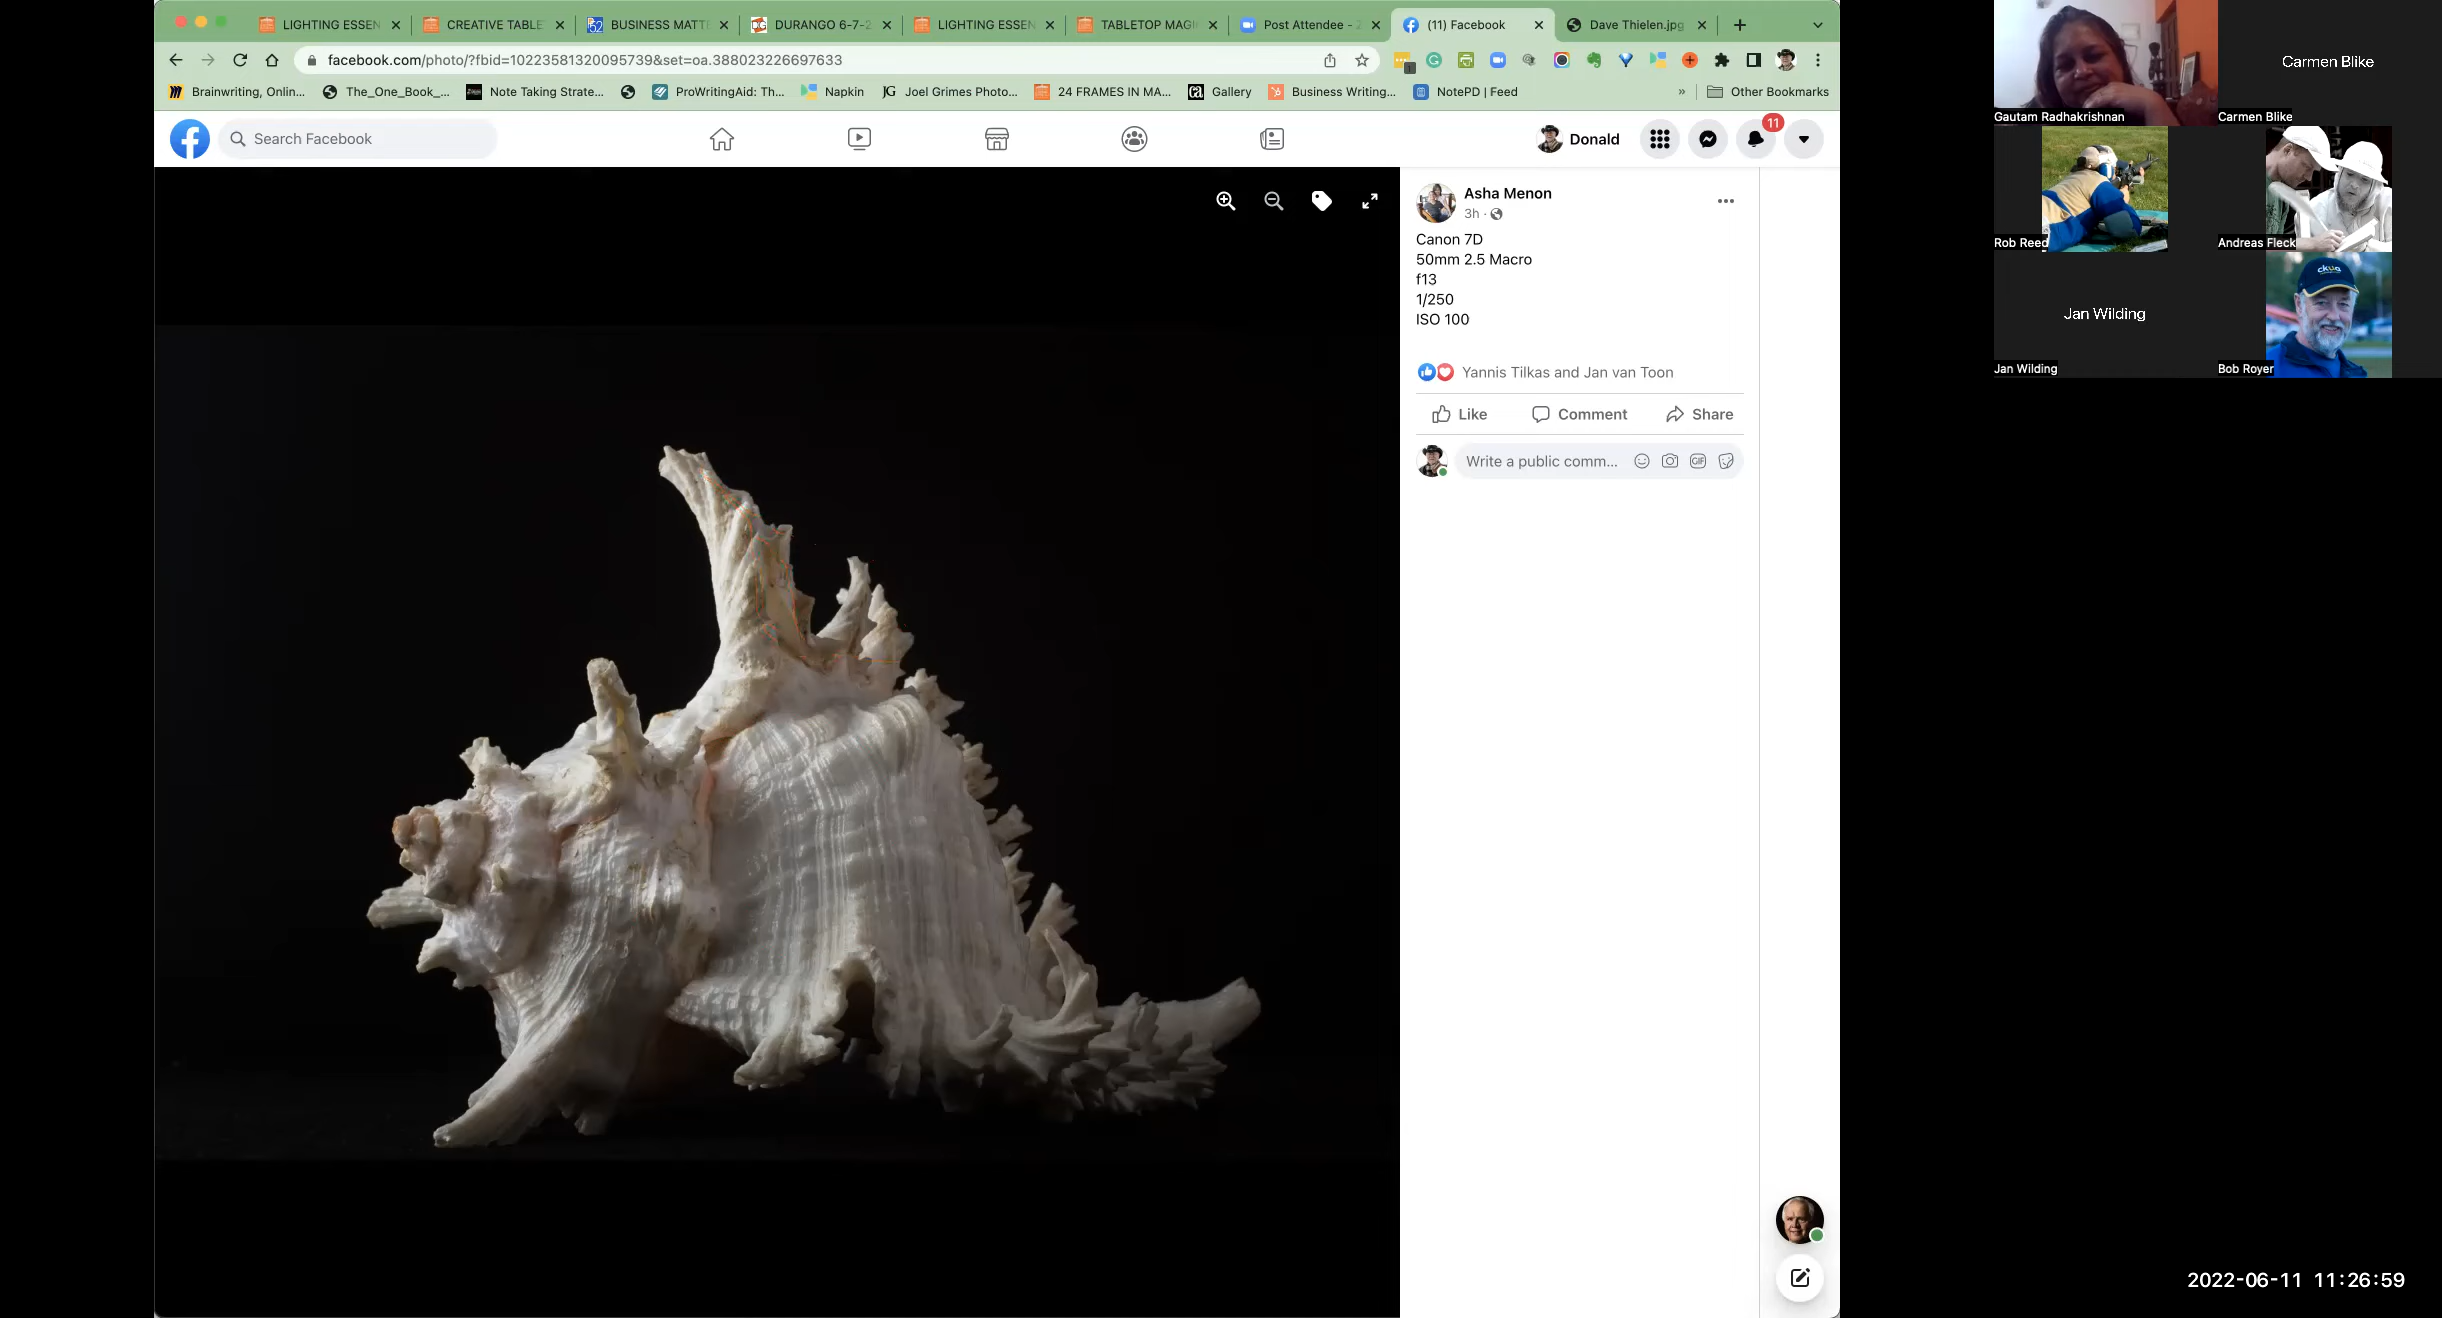 LIGHTING ESSEN
CREATIVE TABLE
BUSINESS MATTE
DURANGO 6-7-2
LIGHTING ESSEN
TABLETOP MAGI
Post Attendee -
(11) Facebook
Dave Thielen.jpg
facebook.com/photo/?fbid=10223581320095739&set=oa.388023226697633
Brainwriting, Onlin...
The_One_Book_...
Note Taking Strate...
ProWritingAid: Th...
Napkin
JG Joel Grimes Photo...
24 FRAMES IN MA...
Gallery
Business Writing...
NotePD | Feed
» Other Bookmarks
Search Facebook
Donald
11
Asha Menon
3h ·
Canon 7D
50mm 2.5 Macro
f13
1/250
ISO 100
Yannis Tilkas and Jan van Toon
Like
Comment
Share
Write a public comm...
GIF
Gautam Radhakrishnan
Carmen Blike
Carmen Blike
Rob Reed
Andreas Fleck
Jan Wilding
Jan Wilding
ckua
Bob Royer
2022-06-11 11:26:59